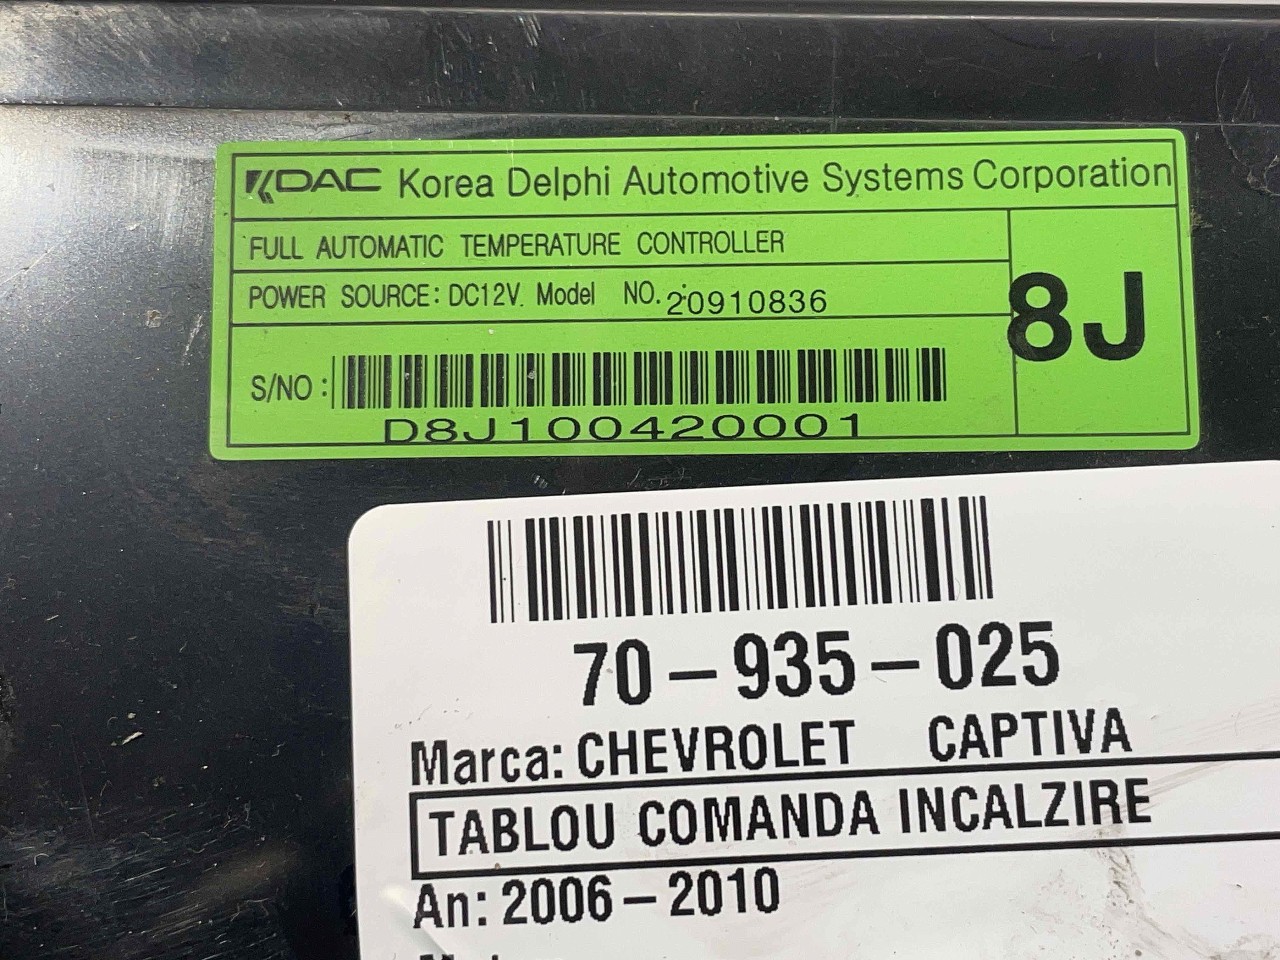 KDAC Korea Delphi Automotive Systems Corporation
FULL AUTOMATIC TEMPERATURE CONTROLLER
POWER SOURCE: DC12V. Model NO. 20910836
8J
S/NO :
D8J100420001
70-935-025
Marca: CHEVROLET CAPTIVA
TABLOU COMANDA INCALZIRE
An: 2006-2010